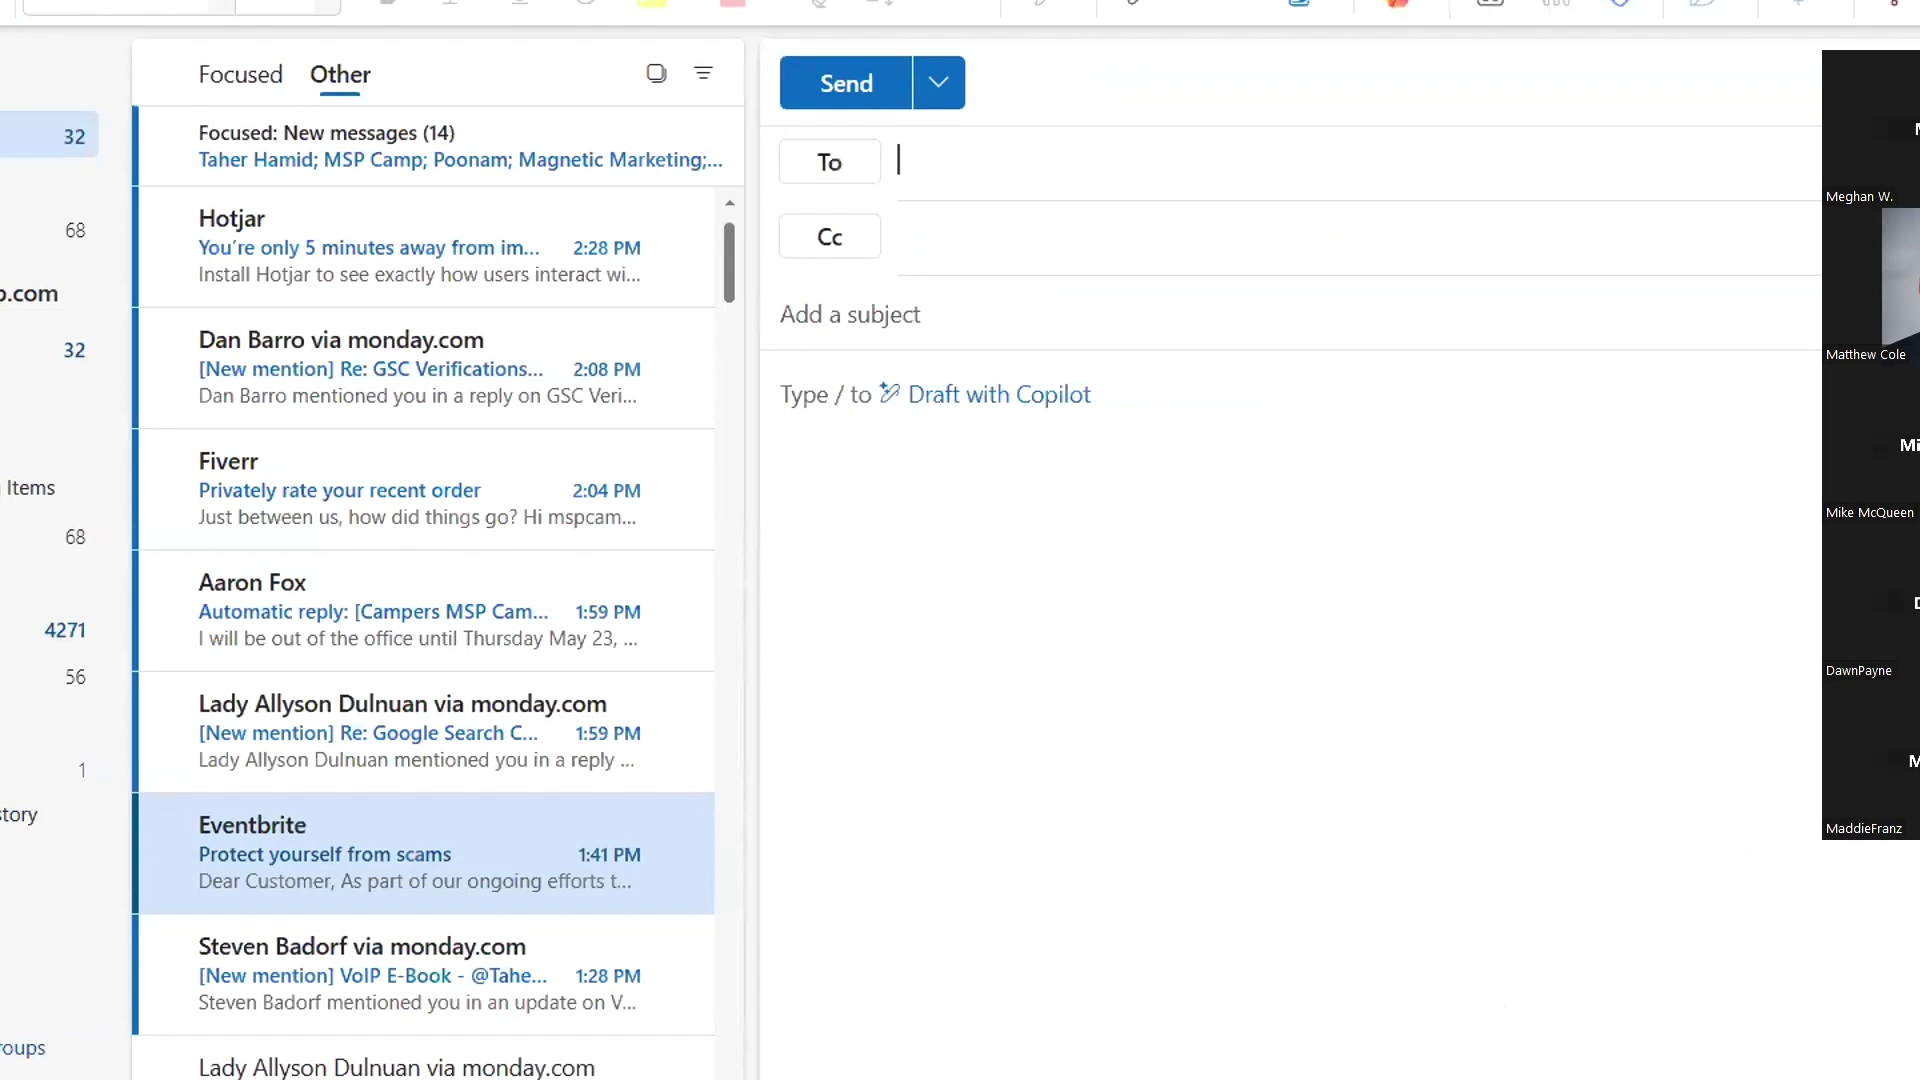 32
68
p.com
32
Items
68
4271
56
1
story
roups
Focused Other
Focused: New messages (14)
Taher Hamid; MSP Camp; Poonam; Magnetic Marketing;...
Hotjar
You're only 5 minutes away from im... 2:28 PM
Install Hotjar to see exactly how users interact wi...
Dan Barro via monday.com
[New mention] Re: GSC Verifications... 2:08 PM
Dan Barro mentioned you in a reply on GSC Veri...
Fiverr
Privately rate your recent order 2:04 PM
Just between us, how did things go? Hi mspcam...
Aaron Fox
Automatic reply: [Campers MSP Cam... 1:59 PM
I will be out of the office until Thursday May 23, ...
Lady Allyson Dulnuan via monday.com
[New mention] Re: Google Search C... 1:59 PM
Lady Allyson Dulnuan mentioned you in a reply ...
Eventbrite
Protect yourself from scams 1:41 PM
Dear Customer, As part of our ongoing efforts t...
Steven Badorf via monday.com
[New mention] VoIP E-Book - @Tahe... 1:28 PM
Steven Badorf mentioned you in an update on V...
Lady Allyson Dulnuan via monday.com
Send
To
Cc
Add a subject
Type / to Draft with Copilot
Meghan W.
Matthew Cole
Mi
Mike McQueen
DawnPayne
MaddieFranz